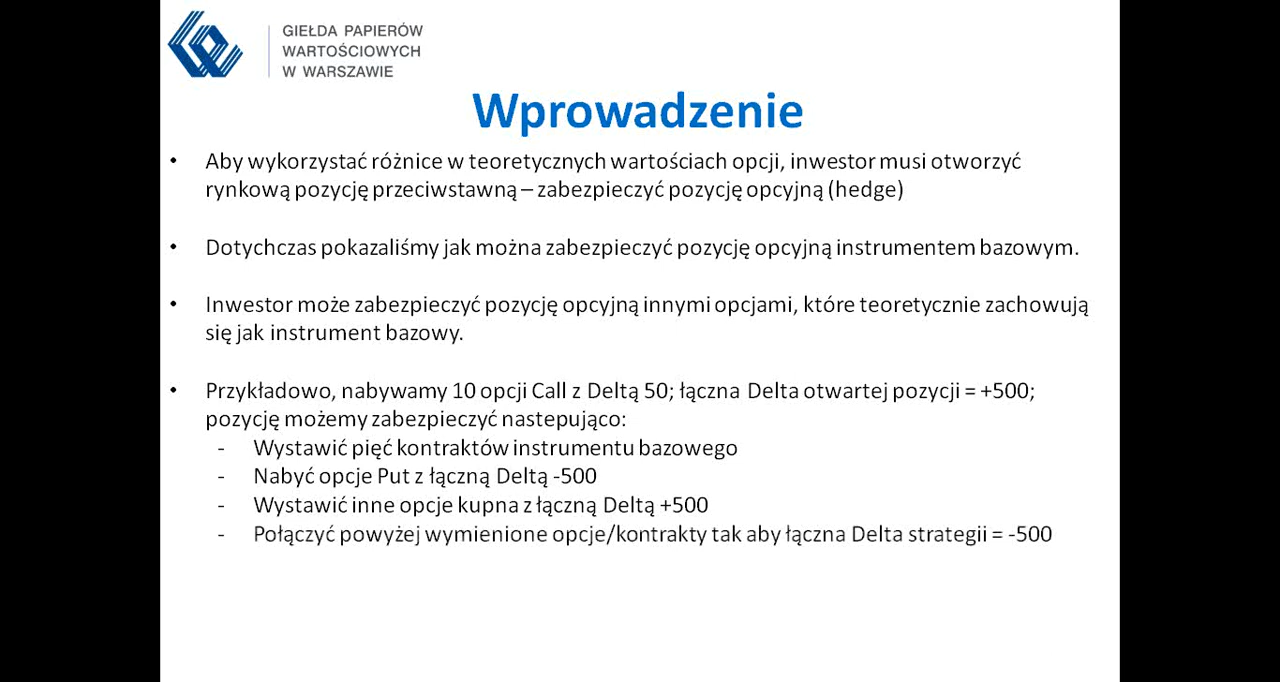 GIEŁDA PAPIERÓW
WARTOŚCIOWYCH
W WARSZAWIE
Wprowadzenie
• Aby wykorzystać różnice w teoretycznych wartościach opcji, inwestor musi otworzyć
rynkową pozycję przeciwstawną – zabezpieczyć pozycję opcyjną (hedge)
• Dotychczas pokazaliśmy jak można zabezpieczyć pozycję opcyjną instrumentem bazowym.
• Inwestor może zabezpieczyć pozycję opcyjną innymi opcjami, które teoretycznie zachowują
się jak instrument bazowy.
• Przykładowo, nabywamy 10 opcji Call z Deltą 50; łączna Delta otwartej pozycji = +500;
pozycję możemy zabezpieczyć nastepująco:
- Wystawić pięć kontraktów instrumentu bazowego
- Nabyć opcje Put z łączną Deltą -500
- Wystawić inne opcje kupna z łączną Deltą +500
- Połączyć powyżej wymienione opcje/kontrakty tak aby łączna Delta strategii = -500